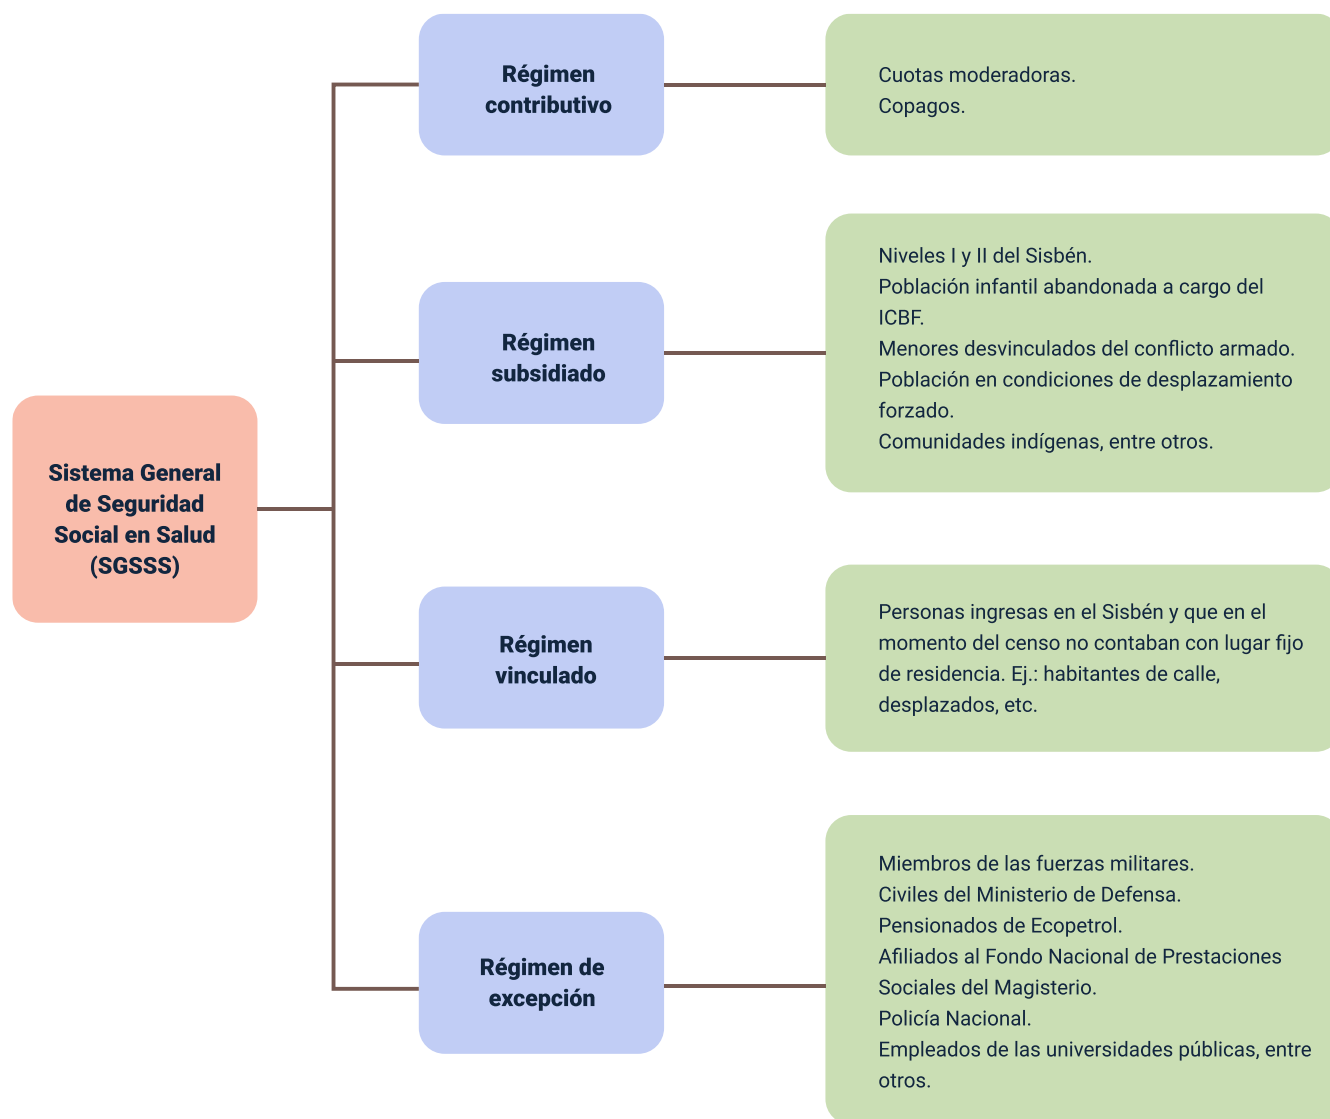 Régimen
contributivo
Cuotas moderadoras.
Copagos.
Régimen
subsidiado
Niveles I y II del Sisbén.
Población infantil abandonada a cargo del
ICBF.
Menores desvinculados del conflicto armado.
Población en condiciones de desplazamiento
forzado.
Comunidades indígenas, entre otros.
Sistema General
de Seguridad
Social en Salud
(SGSSS)
Régimen
vinculado
Personas ingresas en el Sisbén y que en el
momento del censo no contaban con lugar fijo
de residencia. Ej.: habitantes de calle,
desplazados, etc.
Régimen de
excepción
Miembros de las fuerzas militares.
Civiles del Ministerio de Defensa.
Pensionados de Ecopetrol.
Afiliados al Fondo Nacional de Prestaciones
Sociales del Magisterio.
Policía Nacional.
Empleados de las universidades públicas, entre
otros.